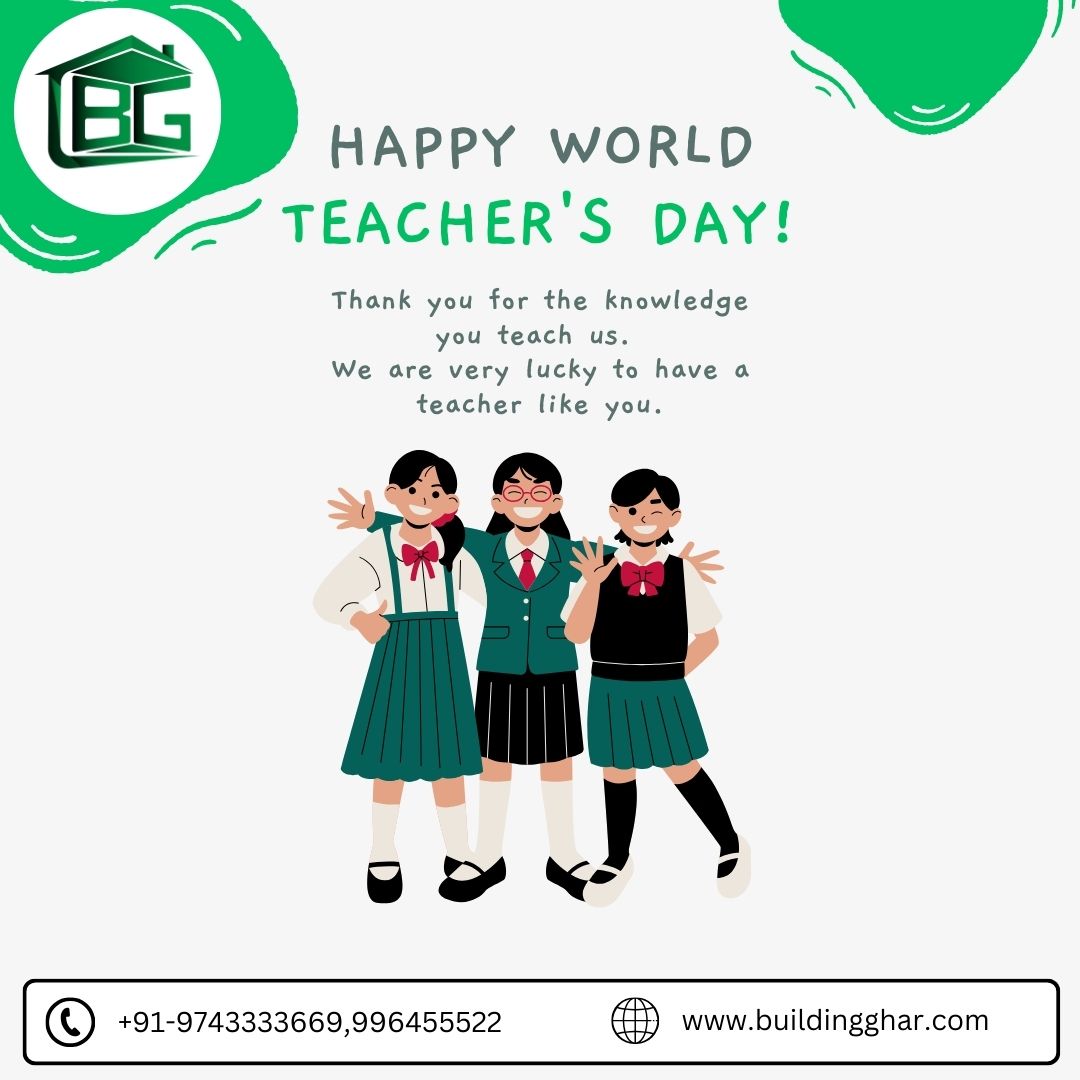 BG
HAPPY WORLD
TEACHER'S DAY!
Thank you for the knowledge
you teach us.
We are very lucky to have a
teacher like you.
+91-9743333669,996455522
www.buildingghar.com